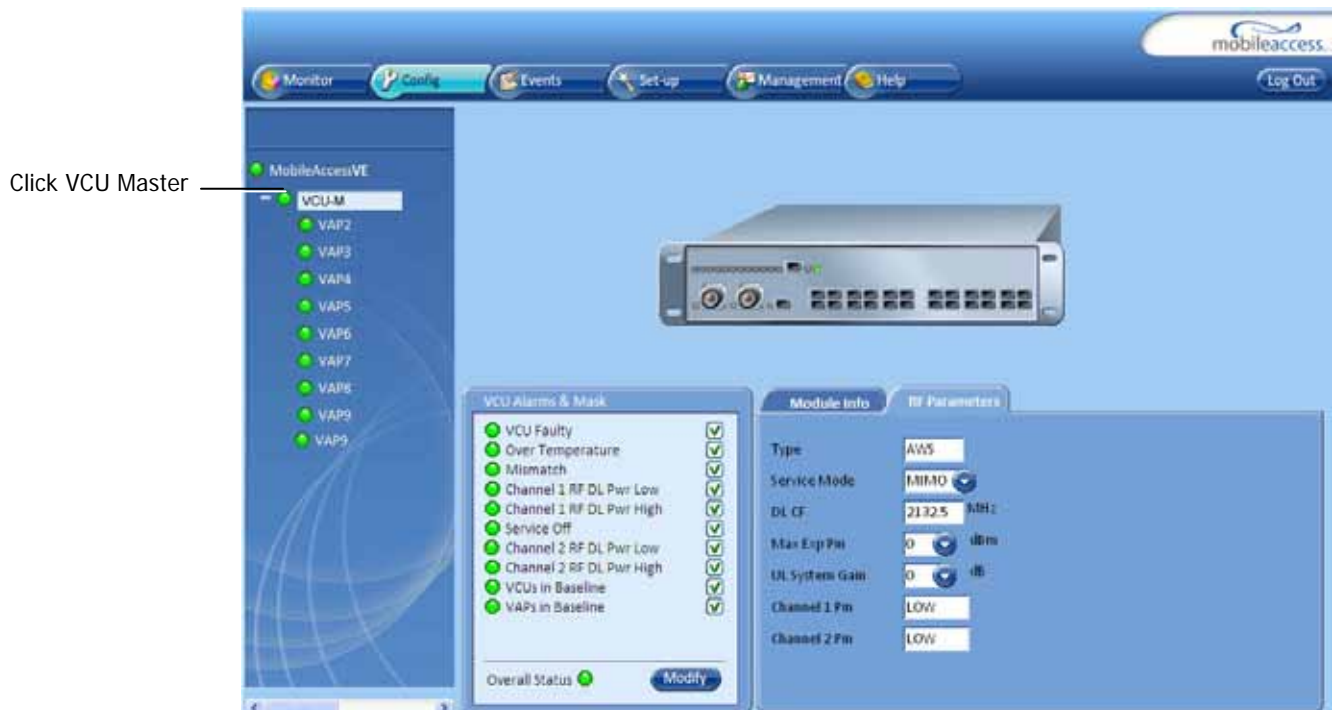 mobileaccess
Monitor
Config
Events
Set-up
Management
Help
Log Out
Click VCU Master
MobileAccessVE
VCU-M
VAP2
VAP3
VAP4
VAP5
VAP6
VAP7
VAP8
VAP9
VAP9
VCU Alarms & Mask
VCU Faulty
Over Temperature
Mismatch
Channel 1 RF DL Pwr Low
Channel 1 RF DL Pwr High
Service Off
Channel 2 RF DL Pwr Low
Channel 2 RF DL Pwr High
VCUs in Baseline
VAPs in Baseline
Overall Status
Modify
Module Info
RF Parameters
Type AWS
Service Mode MIMO
DL CF 2132.5 MHz
Max Exp Pin 0 dBm
UL System Gain 0 dB
Channel 1 Pin LOW
Channel 2 Pin LOW